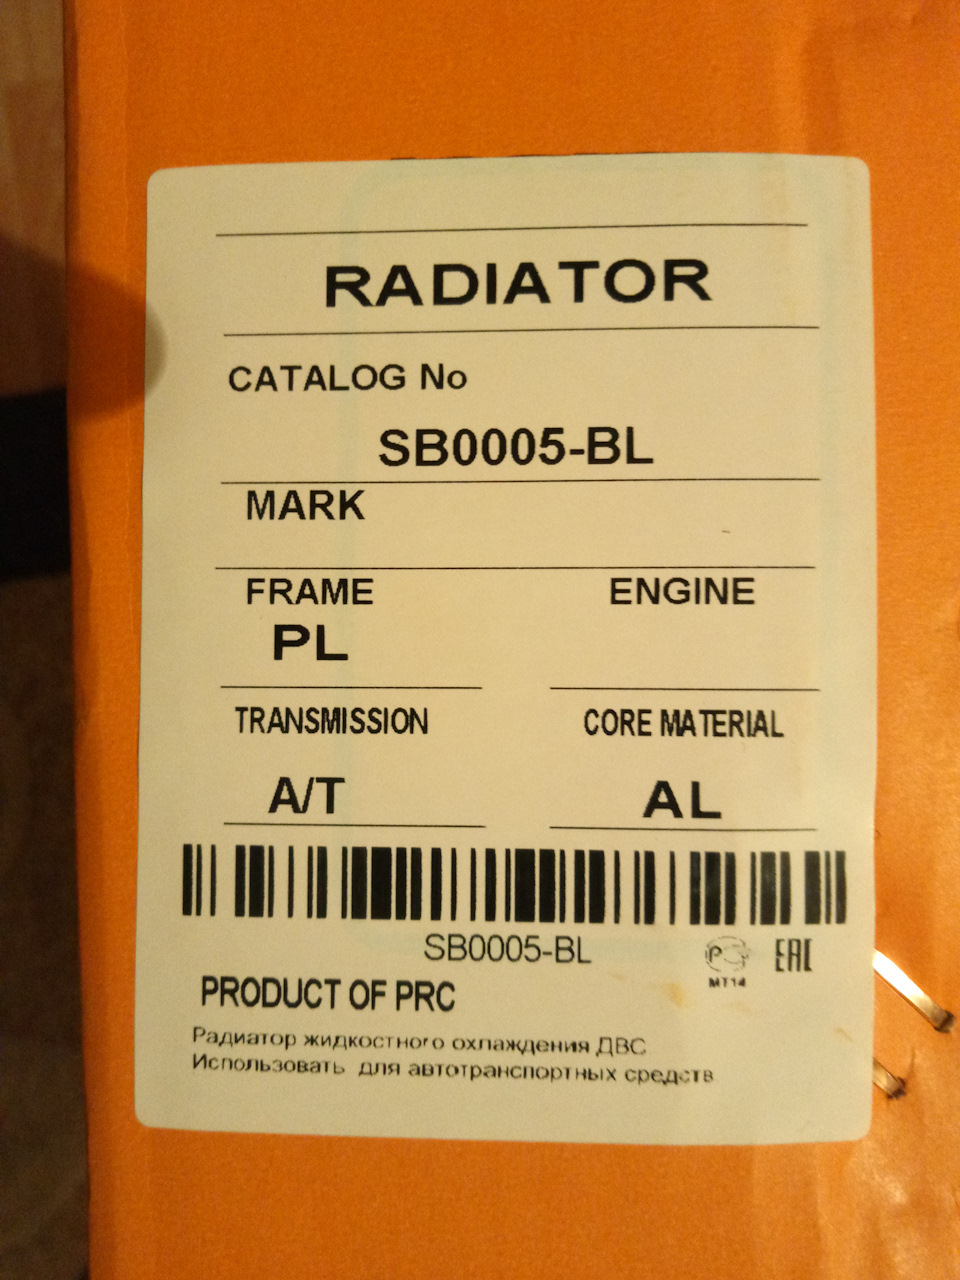 RADIATOR
CATALOG No
SB0005-BL
MARK
FRAME ENGINE
PL
TRANSMISSION CORE MATERIAL
A/T AL
SB0005-BL
EAC
МТ14
PRODUCT OF PRC
Радиатор жидкостного охлаждения ДВС
Использовать для автотранспортных средств